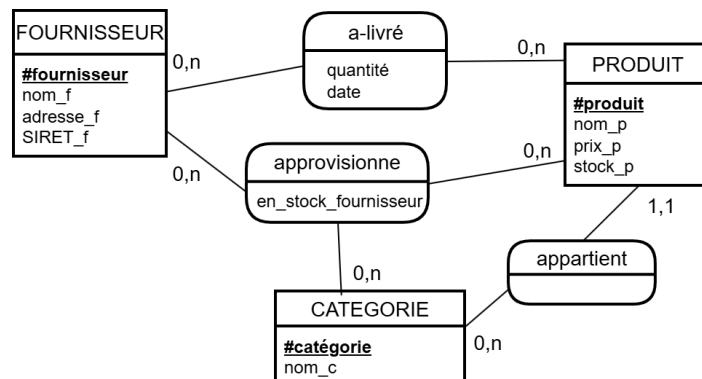 FOURNISSEUR
#fournisseur
nom_f
adresse_f
SIRET_f
0,n
a-livré
quantité
date
0,n
PRODUIT
#produit
nom_p
prix_p
stock_p
0,n
approvisionne
en_stock_fournisseur
0,n
1,1
appartient
0,n
CATEGORIE
#catégorie
nom_c
0,n